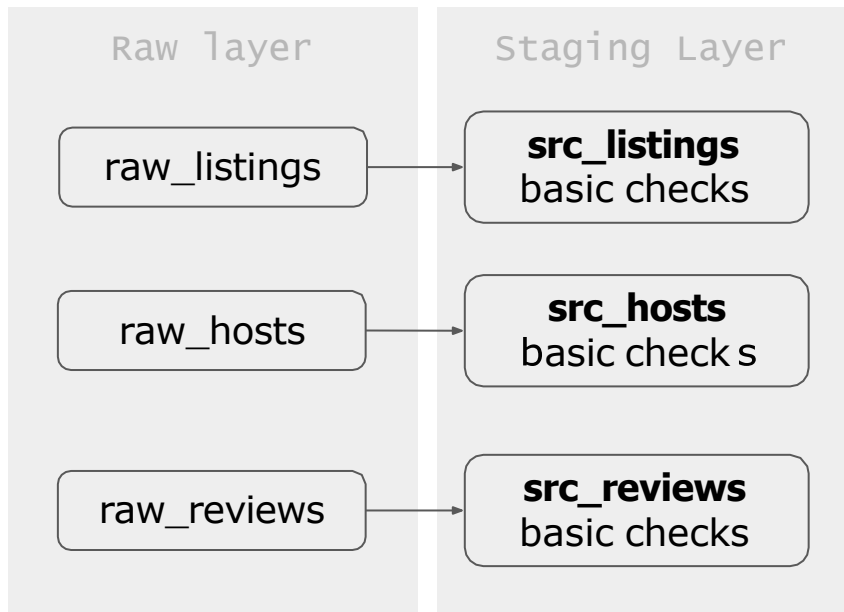 Raw layer
Staging Layer
raw_listings
src_listings
basic checks
raw_hosts
src_hosts
basic check s
raw_reviews
src_reviews
basic checks